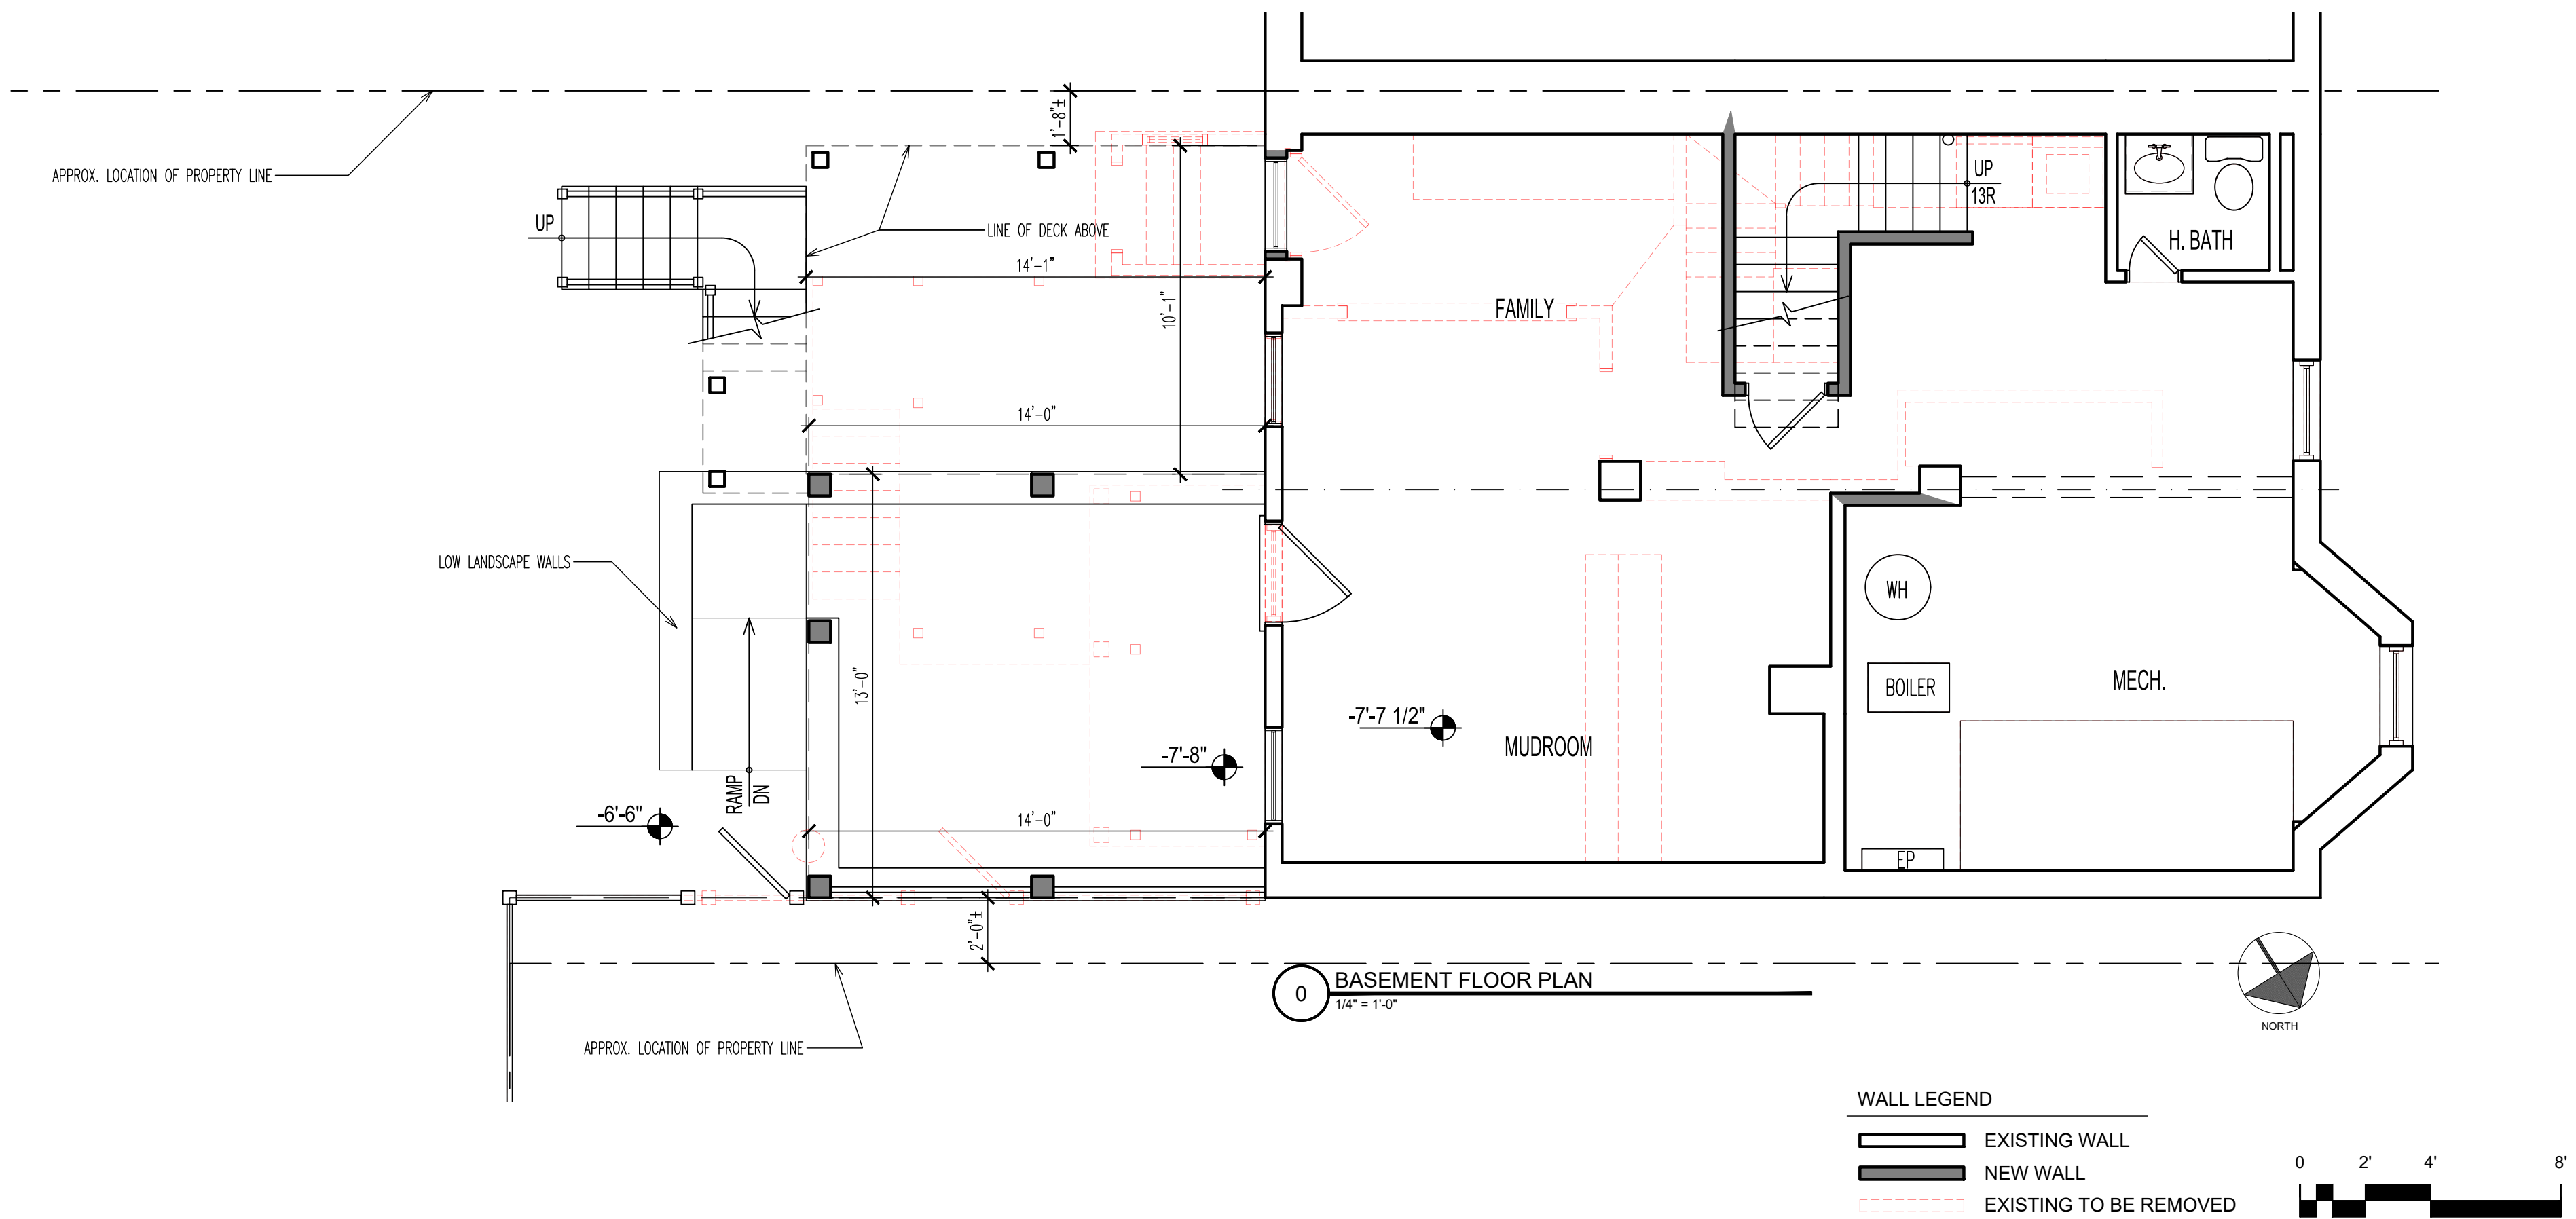 1'-8"±
APPROX. LOCATION OF PROPERTY LINE
UP
LINE OF DECK ABOVE
14'-1"
10'-1"
14'-0"
FAMILY
UP
13R
H. BATH
LOW LANDSCAPE WALLS
WH
BOILER
MECH.
13'-0"
-7'-7 1/2"
MUDROOM
-7'-8"
RAMP
DN
-6'-6"
14'-0"
EP
2'-0"±
0
BASEMENT FLOOR PLAN
1/4" = 1'-0"
NORTH
APPROX. LOCATION OF PROPERTY LINE
WALL LEGEND
EXISTING WALL
NEW WALL
EXISTING TO BE REMOVED
0 2' 4' 8'